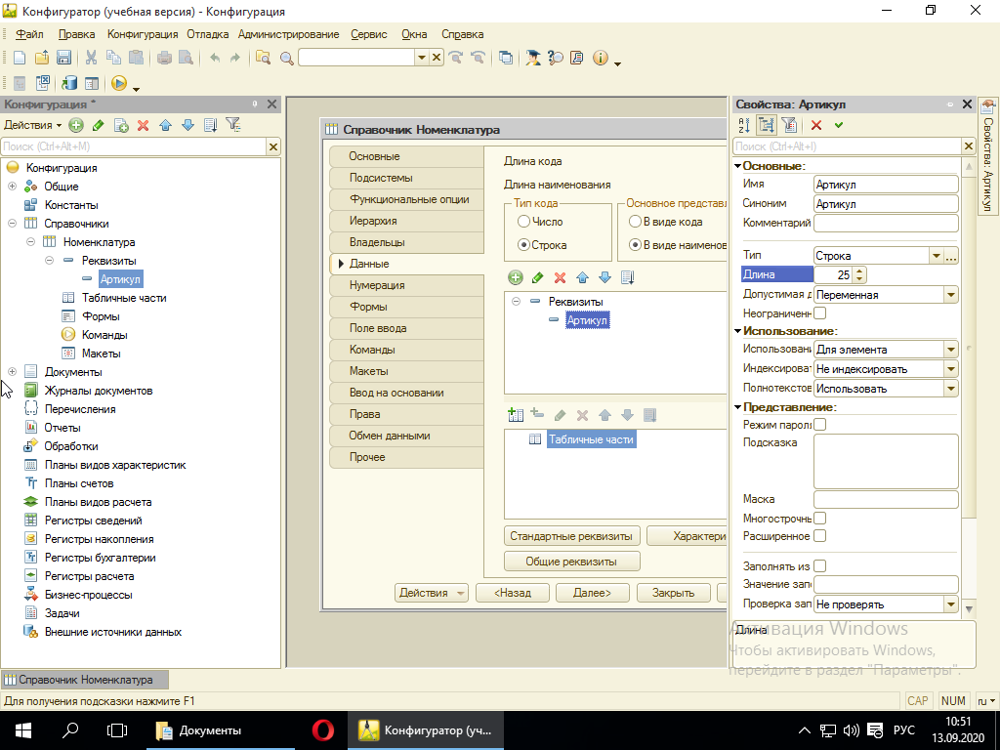 Конфигуратор (учебная версия) - Конфигурация
Файл Правка Конфигурация Отладка Администрирование Сервис Окна Справка
Конфигурация *
Действия
Поиск (Ctrl+Alt+M)
Конфигурация
Общие
Константы
Справочники
Номенклатура
Реквизиты
Артикул
Табличные части
Формы
Команды
Макеты
Документы
Журналы документов
Перечисления
Отчеты
Обработки
Планы видов характеристик
Планы счетов
Планы видов расчета
Регистры сведений
Регистры накопления
Регистры бухгалтерии
Регистры расчета
Бизнес-процессы
Задачи
Внешние источники данных
Справочник Номенклатура
Основные
Подсистемы
Функциональные опции
Иерархия
Владельцы
Данные
Нумерация
Формы
Поле ввода
Команды
Макеты
Ввод на основании
Права
Обмен данными
Прочее
Длина кода
Длина наименования
Тип кода
Число
Строка
Основное представл
В виде кода
В виде наименов
Реквизиты
Артикул
Табличные части
Стандартные реквизиты Характери
Общие реквизиты
Действия <Назад Далее> Закрыть
Свойства: Артикул
Поиск (Ctrl+Alt+I)
Основные:
Имя Артикул
Синоним Артикул
Комментарий
Тип Строка ...
Длина 25
Допустимая д Переменная
Неограничен
Использование:
Использовани Для элемента
Индексироват Не индексировать
Полнотекстов Использовать
Представление:
Режим пароля
Подсказка
Маска
Многострочны
Расширенное
Заполнять из
Значение запо
Проверка зап Не проверять
Длина
Активация Windows
Чтобы активировать Windows,
перейдите в раздел "Параметры".
Свойства: Артикул
Справочник Номенклатура
Для получения подсказки нажмите F1
CAP NUM ru
Документы
Конфигуратор (уч...
РУС
10:51
13.09.2020